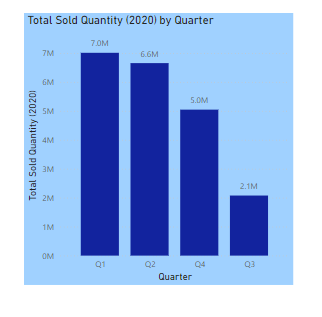 Total Sold Quantity (2020) by Quarter
7M
6M
5M
4M
3M
2M
1M
0M
Total Sold Quantity (2020)
7.0M
6.6M
5.0M
2.1M
Q1
Q2
Q4
Q3
Quarter